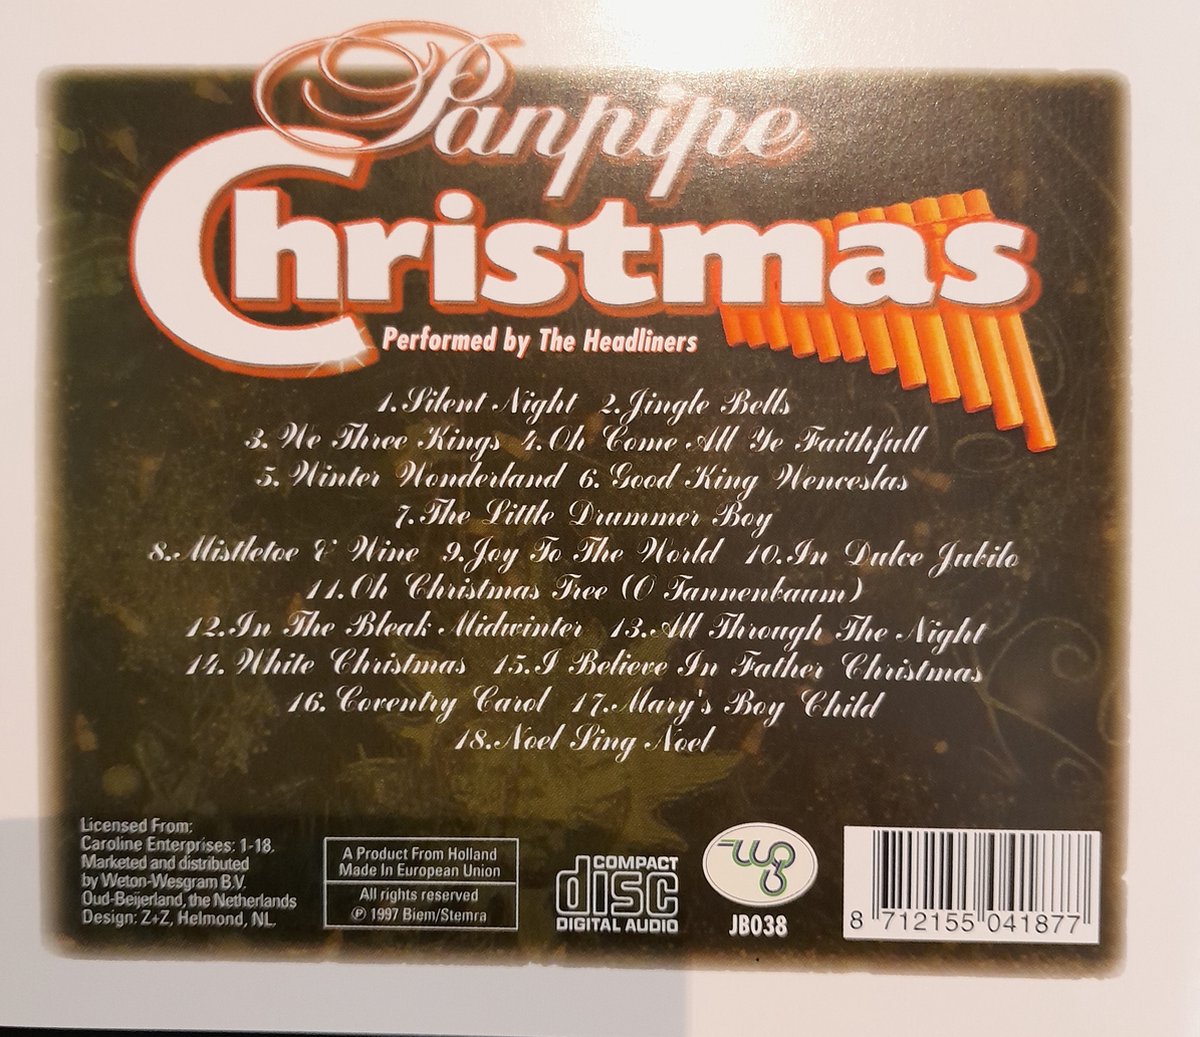 Panpipe
Christmas
Performed by The Headliners
1. Silent Night 2. Jingle Bells
3. We Three Kings 4. Oh Come All Ye Faithfull
5. Winter Wonderland 6. Good King Wenceslas
7. The Little Drummer Boy
8. Mistletoe & Wine 9. Joy To The World 10. In Dulce Jubilo
11. Oh Christmas Tree (O Tannenbaum)
12. In The Bleak Midwinter 13. All Through The Night
14. White Christmas 15. I Believe In Father Christmas
16. Coventry Carol 17. Mary's Boy Child
18. Noel Sing Noel
Licensed From:
Caroline Enterprises: 1-18.
Marketed and distributed
by Weton-Wesgram B.V.
Oud-Beijerland, the Netherlands
Design: Z+Z, Helmond, NL.
A Product From Holland
Made In European Union
All rights reserved
℗ 1997 Biem/Stemra
COMPACT
disc
DIGITAL AUDIO
wg
JB038
8 712155 041877